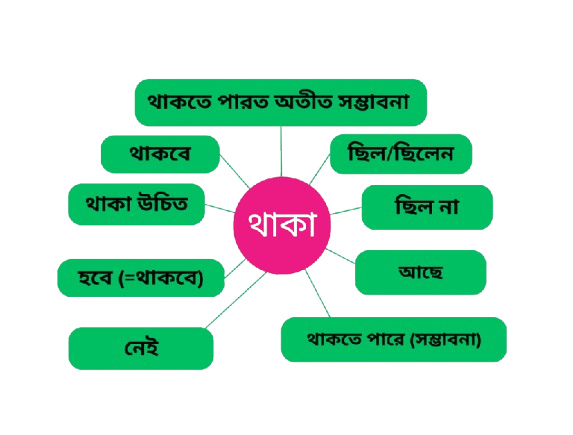 থাকতে পারত অতীত সম্ভাবনা
থাকবে
ছিল/ছিলেন
থাকা উচিত
থাকা
ছিল না
হবে (=থাকবে)
আছে
নেই
থাকতে পারে (সম্ভাবনা)